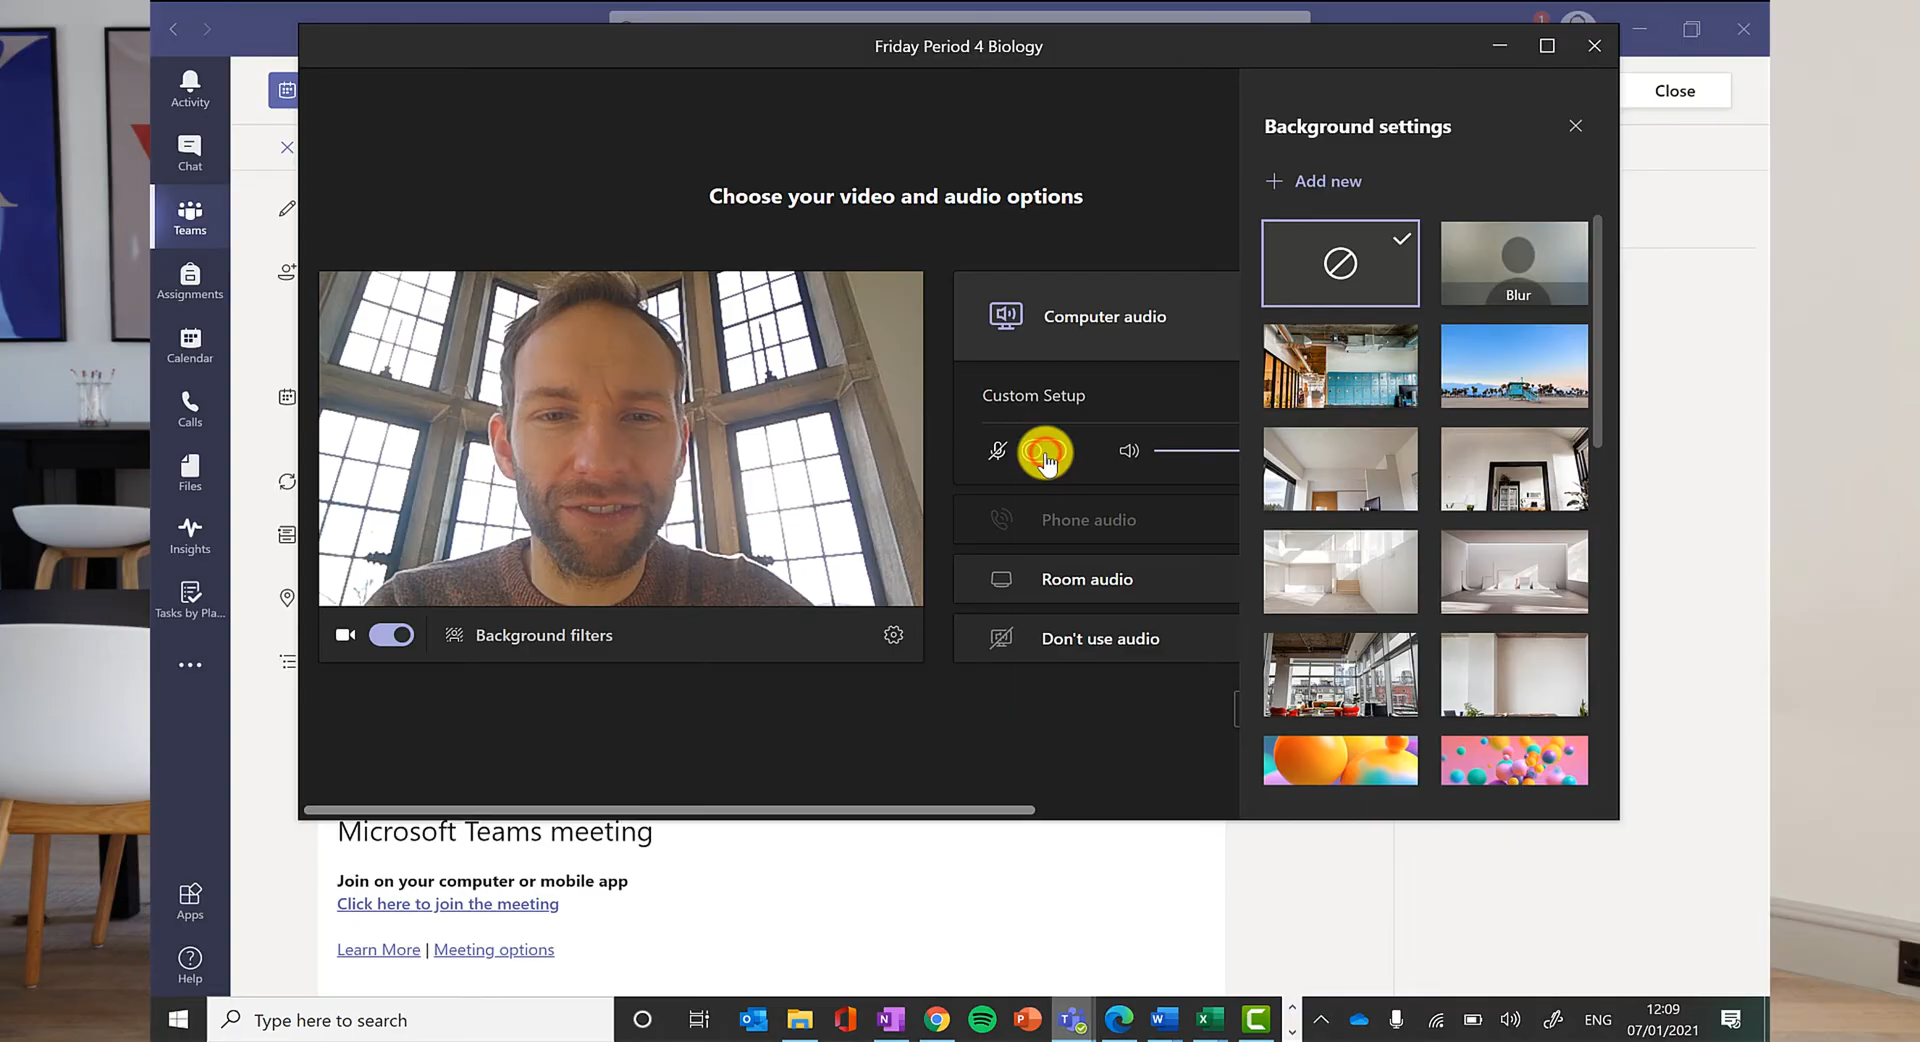 Friday Period 4 Biology
Close
Activity
Chat
Teams
Assignments
Calendar
Calls
Files
Insights
Tasks by Pla...
Apps
Help
Choose your video and audio options
Computer audio
Custom Setup
Phone audio
Room audio
Don't use audio
Background filters
Background settings
Add new
Blur
Microsoft Teams meeting
Join on your computer or mobile app
Click here to join the meeting
Learn More | Meeting options
Type here to search
ENG
12:09
07/01/2021
1